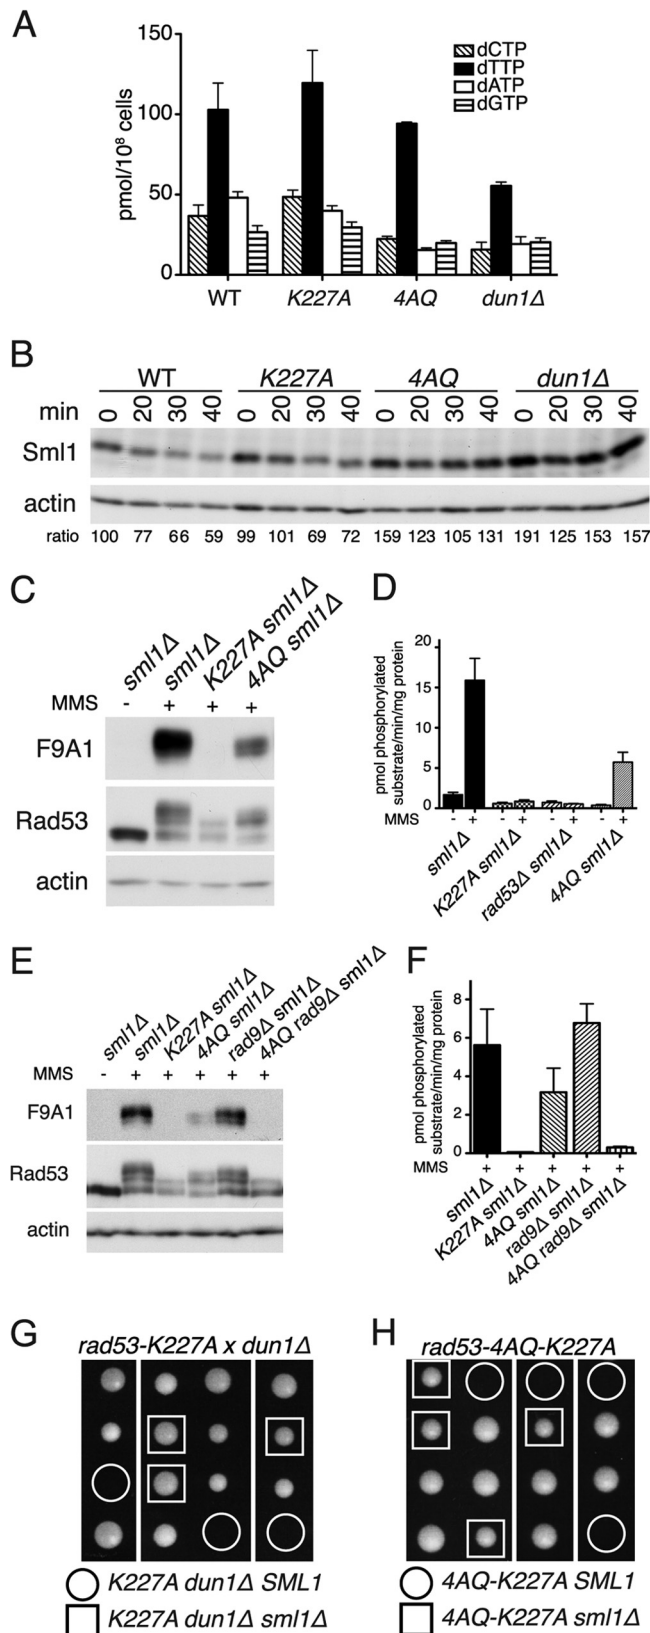 A
150
100
50
0
pmol/10⁸ cells
dCTP
dTTP
dATP
dGTP
WT K227A 4AQ dun1Δ
B
WT K227A 4AQ dun1Δ
min 0 20 30 40 0 20 30 40 0 20 30 40 0 20 30 40
Sml1
actin
ratio 100 77 66 59 99 101 69 72 159 123 105 131 191 125 153 157
C
sml1Δ sml1Δ K227A sml1Δ 4AQ sml1Δ
MMS - + + +
F9A1
Rad53
actin
D
pmol phosphorylated
substrate/min/mg protein
20
15
10
5
0
MMS - + - + - + - +
sml1Δ K227A sml1Δ rad53Δ sml1Δ 4AQ sml1Δ
E
sml1Δ sml1Δ K227A sml1Δ 4AQ sml1Δ rad9Δ sml1Δ 4AQ rad9Δ sml1Δ
MMS - + + + + +
F9A1
Rad53
actin
F
pmol phosphorylated
substrate/min/mg protein
8
6
4
2
0
MMS + + + + +
sml1Δ K227A sml1Δ 4AQ sml1Δ rad9Δ sml1Δ 4AQ rad9Δ sml1Δ
G
rad53-K227A x dun1Δ
K227A dun1Δ SML1
K227A dun1Δ sml1Δ
H
rad53-4AQ-K227A
4AQ-K227A SML1
4AQ-K227A sml1Δ